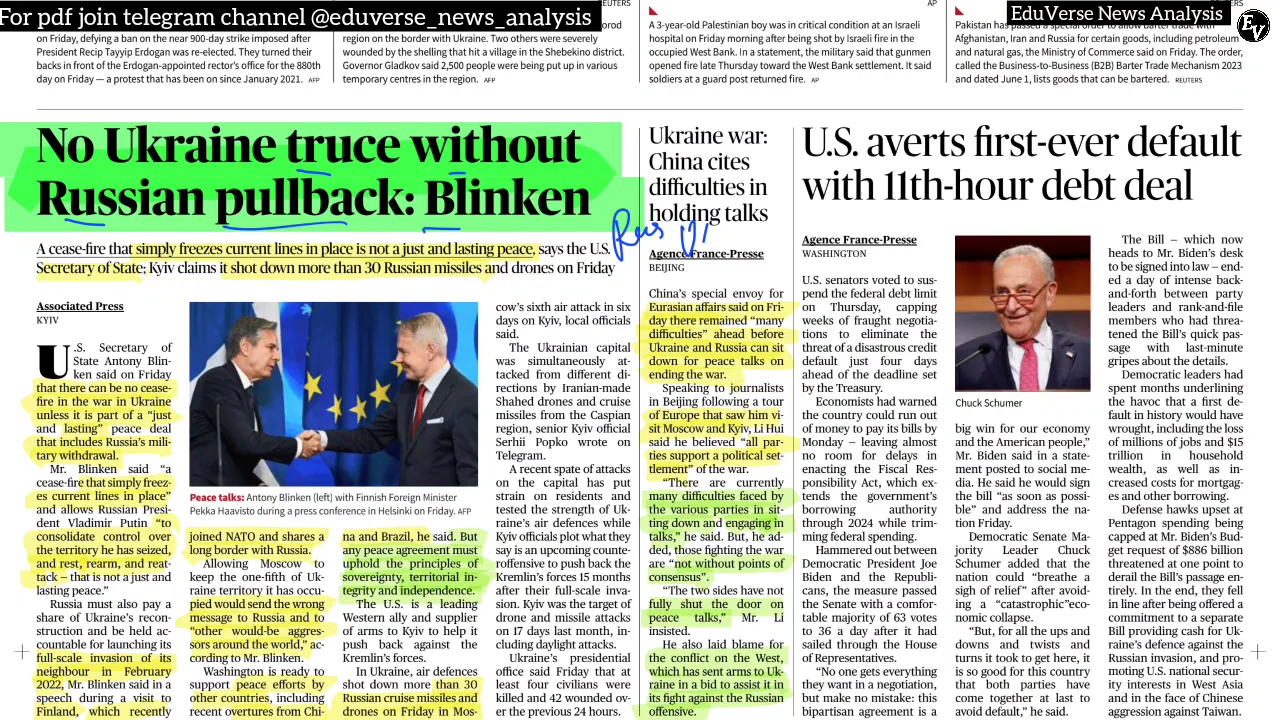 For pdf join telegram channel @eduverse_news_analysis
EduVerse News Analysis
EV
REUTERS
on Friday, defying a ban on the near 900-day strike imposed after
President Recip Tayyip Erdogan was re-elected. They turned their
backs in front of the Erdogan-appointed rector's office for the 880th
day on Friday — a protest that has been on since January 2021. AFP
region on the border with Ukraine. Two others were severely
wounded by the shelling that hit a village in the Shebekino district.
Governor Gladkov said 2,500 people were being put up in various
temporary centres in the region. AFP
AP
A 3-year-old Palestinian boy was in critical condition at an Israeli
hospital on Friday morning after being shot by Israeli fire in the
occupied West Bank. In a statement, the military said that gunmen
opened fire late Thursday toward the West Bank settlement. It said
soldiers at a guard post returned fire. AP
Pakistan has passed a special order to allow barter trade with
Afghanistan, Iran and Russia for certain goods, including petroleum
and natural gas, the Ministry of Commerce said on Friday. The order,
called the Business-to-Business (B2B) Barter Trade Mechanism 2023
and dated June 1, lists goods that can be bartered. REUTERS
No Ukraine truce without
Russian pullback: Blinken
A cease-fire that simply freezes current lines in place is not a just and lasting peace, says the U.S.
Secretary of State; Kyiv claims it shot down more than 30 Russian missiles and drones on Friday
Associated Press
KYIV
U.S. Secretary of
State Antony Blin-
ken said on Friday
that there can be no cease-
fire in the war in Ukraine
unless it is part of a "just
and lasting" peace deal
that includes Russia's mili-
tary withdrawal.
Mr. Blinken said "a
cease-fire that simply freez-
es current lines in place"
and allows Russian Presi-
dent Vladimir Putin "to
consolidate control over
the territory he has seized,
and rest, rearm, and reat-
tack – that is not a just and
lasting peace."
Russia must also pay a
share of Ukraine's recon-
struction and be held ac-
countable for launching its
full-scale invasion of its
neighbour in February
2022, Mr. Blinken said in a
speech during a visit to
Finland, which recently
Peace talks: Antony Blinken (left) with Finnish Foreign Minister
Pekka Haavisto during a press conference in Helsinki on Friday. AFP
joined NATO and shares a
long border with Russia.
Allowing Moscow to
keep the one-fifth of Uk-
raine territory it has occu-
pied would send the wrong
message to Russia and to
"other would-be aggres-
sors around the world," ac-
cording to Mr. Blinken.
Washington is ready to
support peace efforts by
other countries, including
recent overtures from Chi-
na and Brazil, he said. But
any peace agreement must
uphold the principles of
sovereignty, territorial in-
tegrity and independence.
The U.S. is a leading
Western ally and supplier
of arms to Kyiv to help it
push back against the
Kremlin's forces.
In Ukraine, air defences
shot down more than 30
Russian cruise missiles and
drones on Friday in Mos-
cow's sixth air attack in six
days on Kyiv, local officials
said.
The Ukrainian capital
was simultaneously at-
tacked from different di-
rections by Iranian-made
Shahed drones and cruise
missiles from the Caspian
region, senior Kyiv official
Serhii Popko wrote on
Telegram.
A recent spate of attacks
on the capital has put
strain on residents and
tested the strength of Uk-
raine's air defences while
Kyiv officials plot what they
say is an upcoming counte-
roffensive to push back the
Kremlin's forces 15 months
after their full-scale inva-
sion. Kyiv was the target of
drone and missile attacks
on 17 days last month, in-
cluding daylight attacks.
Ukraine's presidential
office said Friday that at
least four civilians were
killed and 42 wounded ov-
er the previous 24 hours.
Ukraine war:
China cites
difficulties in
holding talks
Agence France-Presse
BEIJING
China's special envoy for
Eurasian affairs said on Fri-
day there remained "many
difficulties" ahead before
Ukraine and Russia can sit
down for peace talks on
ending the war.
Speaking to journalists
in Beijing following a tour
of Europe that saw him vi-
sit Moscow and Kyiv, Li Hui
said he believed "all par-
ties support a political set-
tlement" of the war.
"There are currently
many difficulties faced by
the various parties in sit-
ting down and engaging in
talks," he said. But, he ad-
ded, those fighting the war
are "not without points of
consensus".
"The two sides have not
fully shut the door on
peace talks," Mr. Li
insisted.
He also laid blame for
the conflict on the West,
which has sent arms to Uk-
raine in a bid to assist it in
its fight against the Russian
offensive.
U.S. averts first-ever default
with 11th-hour debt deal
Agence France-Presse
WASHINGTON
U.S. senators voted to sus-
pend the federal debt limit
on Thursday, capping
weeks of fraught negotia-
tions to eliminate the
threat of a disastrous credit
default just four days
ahead of the deadline set
by the Treasury.
Economists had warned
the country could run out
of money to pay its bills by
Monday – leaving almost
no room for delays in
enacting the Fiscal Res-
ponsibility Act, which ex-
tends the government's
borrowing authority
through 2024 while trim-
ming federal spending.
Hammered out between
Democratic President Joe
Biden and the Republi-
cans, the measure passed
the Senate with a comfor-
table majority of 63 votes
to 36 a day after it had
sailed through the House
of Representatives.
"No one gets everything
they want in a negotiation,
but make no mistake: this
bipartisan agreement is a
Chuck Schumer
big win for our economy
and the American people,"
Mr. Biden said in a state-
ment posted to social me-
dia. He said he would sign
the bill "as soon as possi-
ble" and address the na-
tion Friday.
Democratic Senate Ma-
jority Leader Chuck
Schumer added that the
nation could "breathe a
sigh of relief" after avoid-
ing a "catastrophic"eco-
nomic collapse.
"But, for all the ups and
downs and twists and
turns it took to get here, it
is so good for this country
that both parties have
come together at last to
avoid default," he said.
The Bill – which now
heads to Mr. Biden's desk
to be signed into law – end-
ed a day of intense back-
and-forth between party
leaders and rank-and-file
members who had threa-
tened the Bill's quick pas-
sage with last-minute
gripes about the details.
Democratic leaders had
spent months underlining
the havoc that a first de-
fault in history would have
wrought, including the loss
of millions of jobs and $15
trillion in household
wealth, as well as in-
creased costs for mortgag-
es and other borrowing.
Defense hawks upset at
Pentagon spending being
capped at Mr. Biden's Bud-
get request of $886 billion
threatened at one point to
derail the Bill's passage en-
tirely. In the end, they fell
in line after being offered a
commitment to a separate
Bill providing cash for Uk-
raine's defence against the
Russian invasion, and pro-
moting U.S. national secur-
ity interests in West Asia
and in the face of Chinese
aggression against Taiwan.